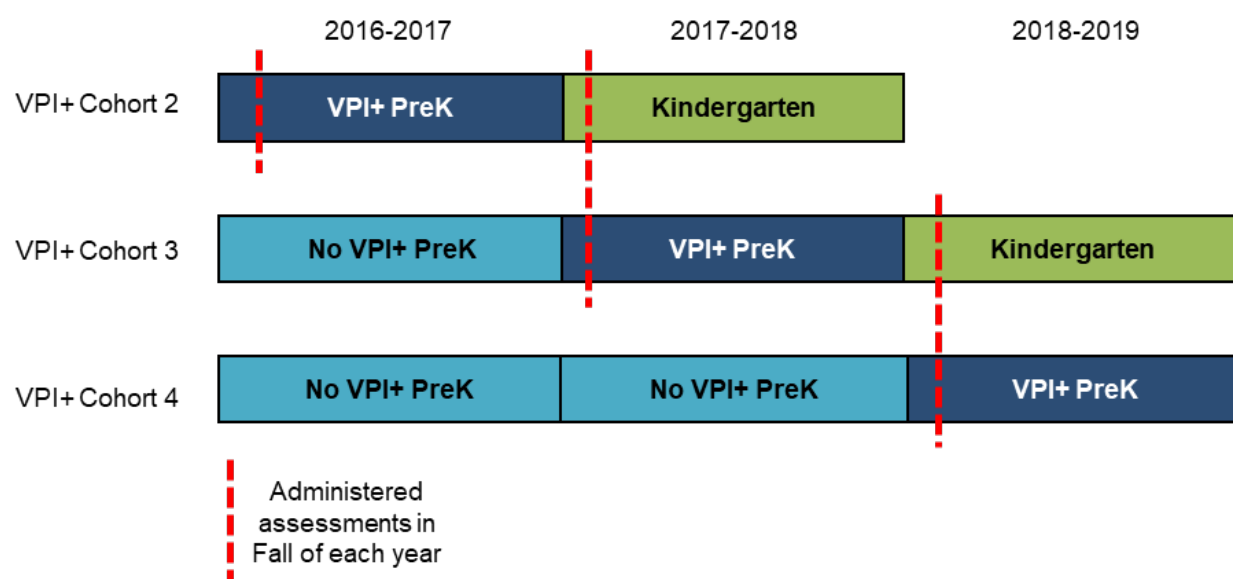 2016-2017 2017-2018 2018-2019
VPI+ Cohort 2 VPI+ PreK Kindergarten
VPI+ Cohort 3 No VPI+ PreK VPI+ PreK Kindergarten
VPI+ Cohort 4 No VPI+ PreK No VPI+ PreK VPI+ PreK
Administered
assessments in
Fall of each year